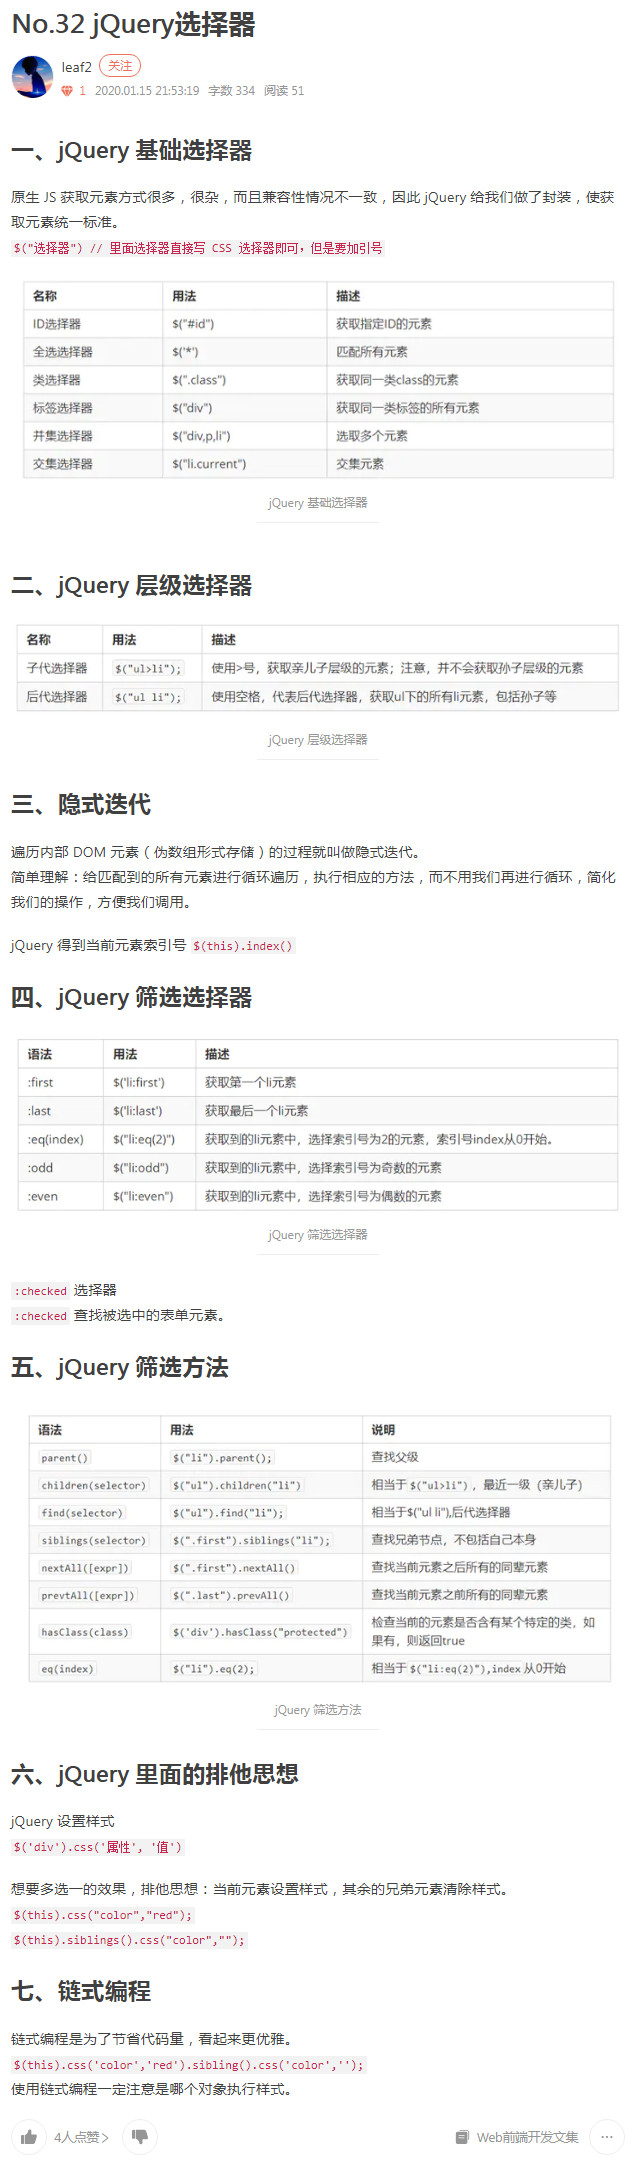 No.32 jQuery选择器
leaf2 关注
1 2020.01.15 21:53:19 字数 334 阅读 51
一、jQuery 基础选择器
原生 JS 获取元素方式很多，很杂，而且兼容性情况不一致，因此 jQuery 给我们做了封装，使获
取元素统一标准。
$("选择器") // 里面选择器直接写 CSS 选择器即可，但是要加引号
名称 用法 描述
ID选择器 $("#id") 获取指定ID的元素
全选选择器 $('*') 匹配所有元素
类选择器 $(".class") 获取同一类class的元素
标签选择器 $("div") 获取同一类标签的所有元素
并集选择器 $("div,p,li") 选取多个元素
交集选择器 $("li.current") 交集元素
jQuery 基础选择器
二、jQuery 层级选择器
名称 用法 描述
子代选择器 $("ul>li"); 使用>号，获取亲儿子层级的元素；注意，并不会获取孙子层级的元素
后代选择器 $("ul li"); 使用空格，代表后代选择器，获取ul下的所有li元素，包括孙子等
jQuery 层级选择器
三、隐式迭代
遍历内部 DOM 元素（伪数组形式存储）的过程就叫做隐式迭代。
简单理解：给匹配到的所有元素进行循环遍历，执行相应的方法，而不用我们再进行循环，简化
我们的操作，方便我们调用。
jQuery 得到当前元素索引号 $(this).index()
四、jQuery 筛选选择器
语法 用法 描述
:first $('li:first') 获取第一个li元素
:last $('li:last') 获取最后一个li元素
:eq(index) $("li:eq(2)") 获取到的li元素中，选择索引号为2的元素，索引号index从0开始。
:odd $("li:odd") 获取到的li元素中，选择索引号为奇数的元素
:even $("li:even") 获取到的li元素中，选择索引号为偶数的元素
jQuery 筛选选择器
:checked 选择器
:checked 查找被选中的表单元素。
五、jQuery 筛选方法
语法 用法 说明
parent() $("li").parent(); 查找父级
children(selector) $("ul").children("li") 相当于 $("ul>li")，最近一级（亲儿子）
find(selector) $("ul").find("li"); 相当于$("ul li"),后代选择器
siblings(selector) $(".first").siblings("li"); 查找兄弟节点，不包括自己本身
nextAll([expr]) $(".first").nextAll() 查找当前元素之后所有的同辈元素
prevtAll([expr]) $(".last").prevAll() 查找当前元素之前所有的同辈元素
hasClass(class) $('div').hasClass("protected") 检查当前的元素是否含有某个特定的类，如
果有，则返回true
eq(index) $("li").eq(2); 相当于 $("li:eq(2)"),index 从0开始
jQuery 筛选方法
六、jQuery 里面的排他思想
jQuery 设置样式
$('div').css('属性', '值')
想要多选一的效果，排他思想：当前元素设置样式，其余的兄弟元素清除样式。
$(this).css("color","red");
$(this).siblings().css("color","");
七、链式编程
链式编程是为了节省代码量，看起来更优雅。
$(this).css('color','red').sibling().css('color','');
使用链式编程一定注意是哪个对象执行样式。
4人点赞 > Web前端开发文集 ···